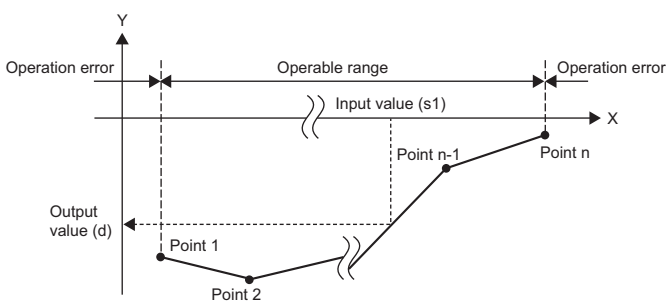 Y
Operation error
Operable range
Operation error
Input value (s1)
X
Point n-1
Point n
Output
value (d)
Point 1
Point 2